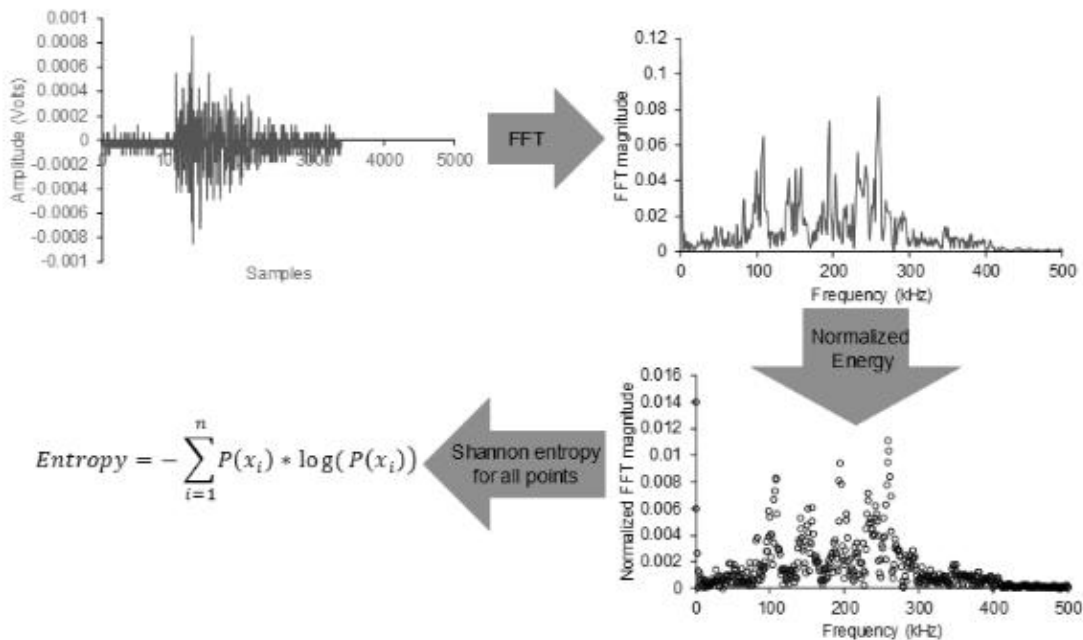 0.001
0.0008
0.0006
0.0004
0.0002
0
-0.0002
-0.0004
-0.0006
-0.0008
-0.001
3000 4000 5000
Amplitude (Volts)
Samples
FFT
0.12
0.1
0.08
0.06
0.04
0.02
0
FFT magnitude
0 100 200 300 400 500
Frequency (kHz)
Normalized
Energy
0.016
0.014
0.012
0.01
0.008
0.006
0.004
0.002
0
Normalized FFT magnitude
0 100 200 300 400 500
Frequency (kHz)
Shannon entropy
for all points
Entropy = − ∑ⁿᵢ₌₁ P(xᵢ) ∗ log( P(xᵢ))